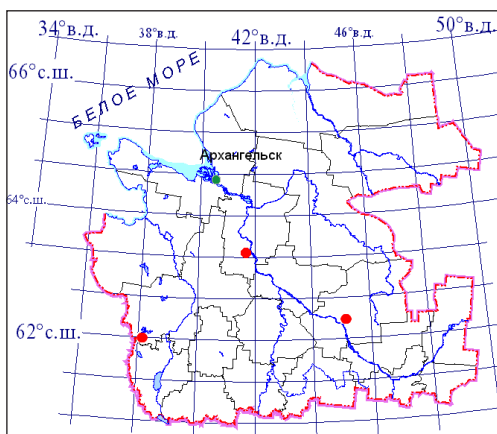 34°в.д.
38°в.д.
42°в.д.
46°в.д.
50°в.д.
66°с.ш.
БЕЛОЕ МОРЕ
Архангельск
64°с.ш.
62°с.ш.